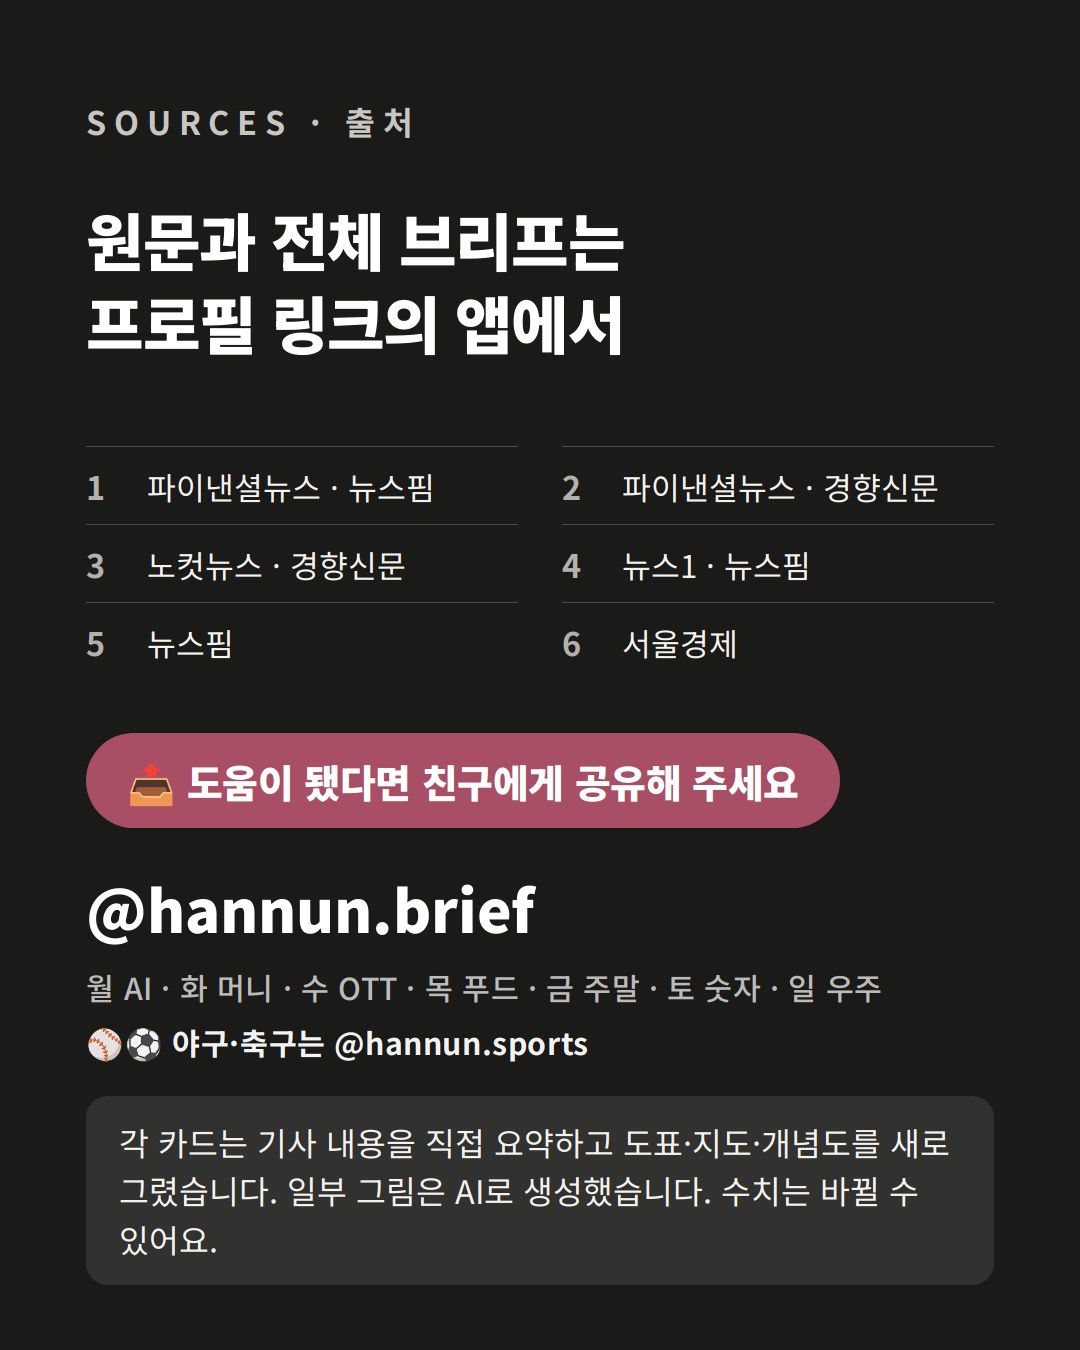 SOURCES · 출처
원문과 전체 브리프는
프로필 링크의 앱에서
1 파이낸셜뉴스 · 뉴스핌
2 파이낸셜뉴스 · 경향신문
3 노컷뉴스 · 경향신문
4 뉴스1 · 뉴스핌
5 뉴스핌
6 서울경제
📤 도움이 됐다면 친구에게 공유해 주세요
@hannun.brief
월 AI · 화 머니 · 수 OTT · 목 푸드 · 금 주말 · 토 숫자 · 일 우주
⚾⚽ 야구·축구는 @hannun.sports
각 카드는 기사 내용을 직접 요약하고 도표·지도·개념도를 새로
그렸습니다. 일부 그림은 AI로 생성했습니다. 수치는 바뀔 수
있어요.